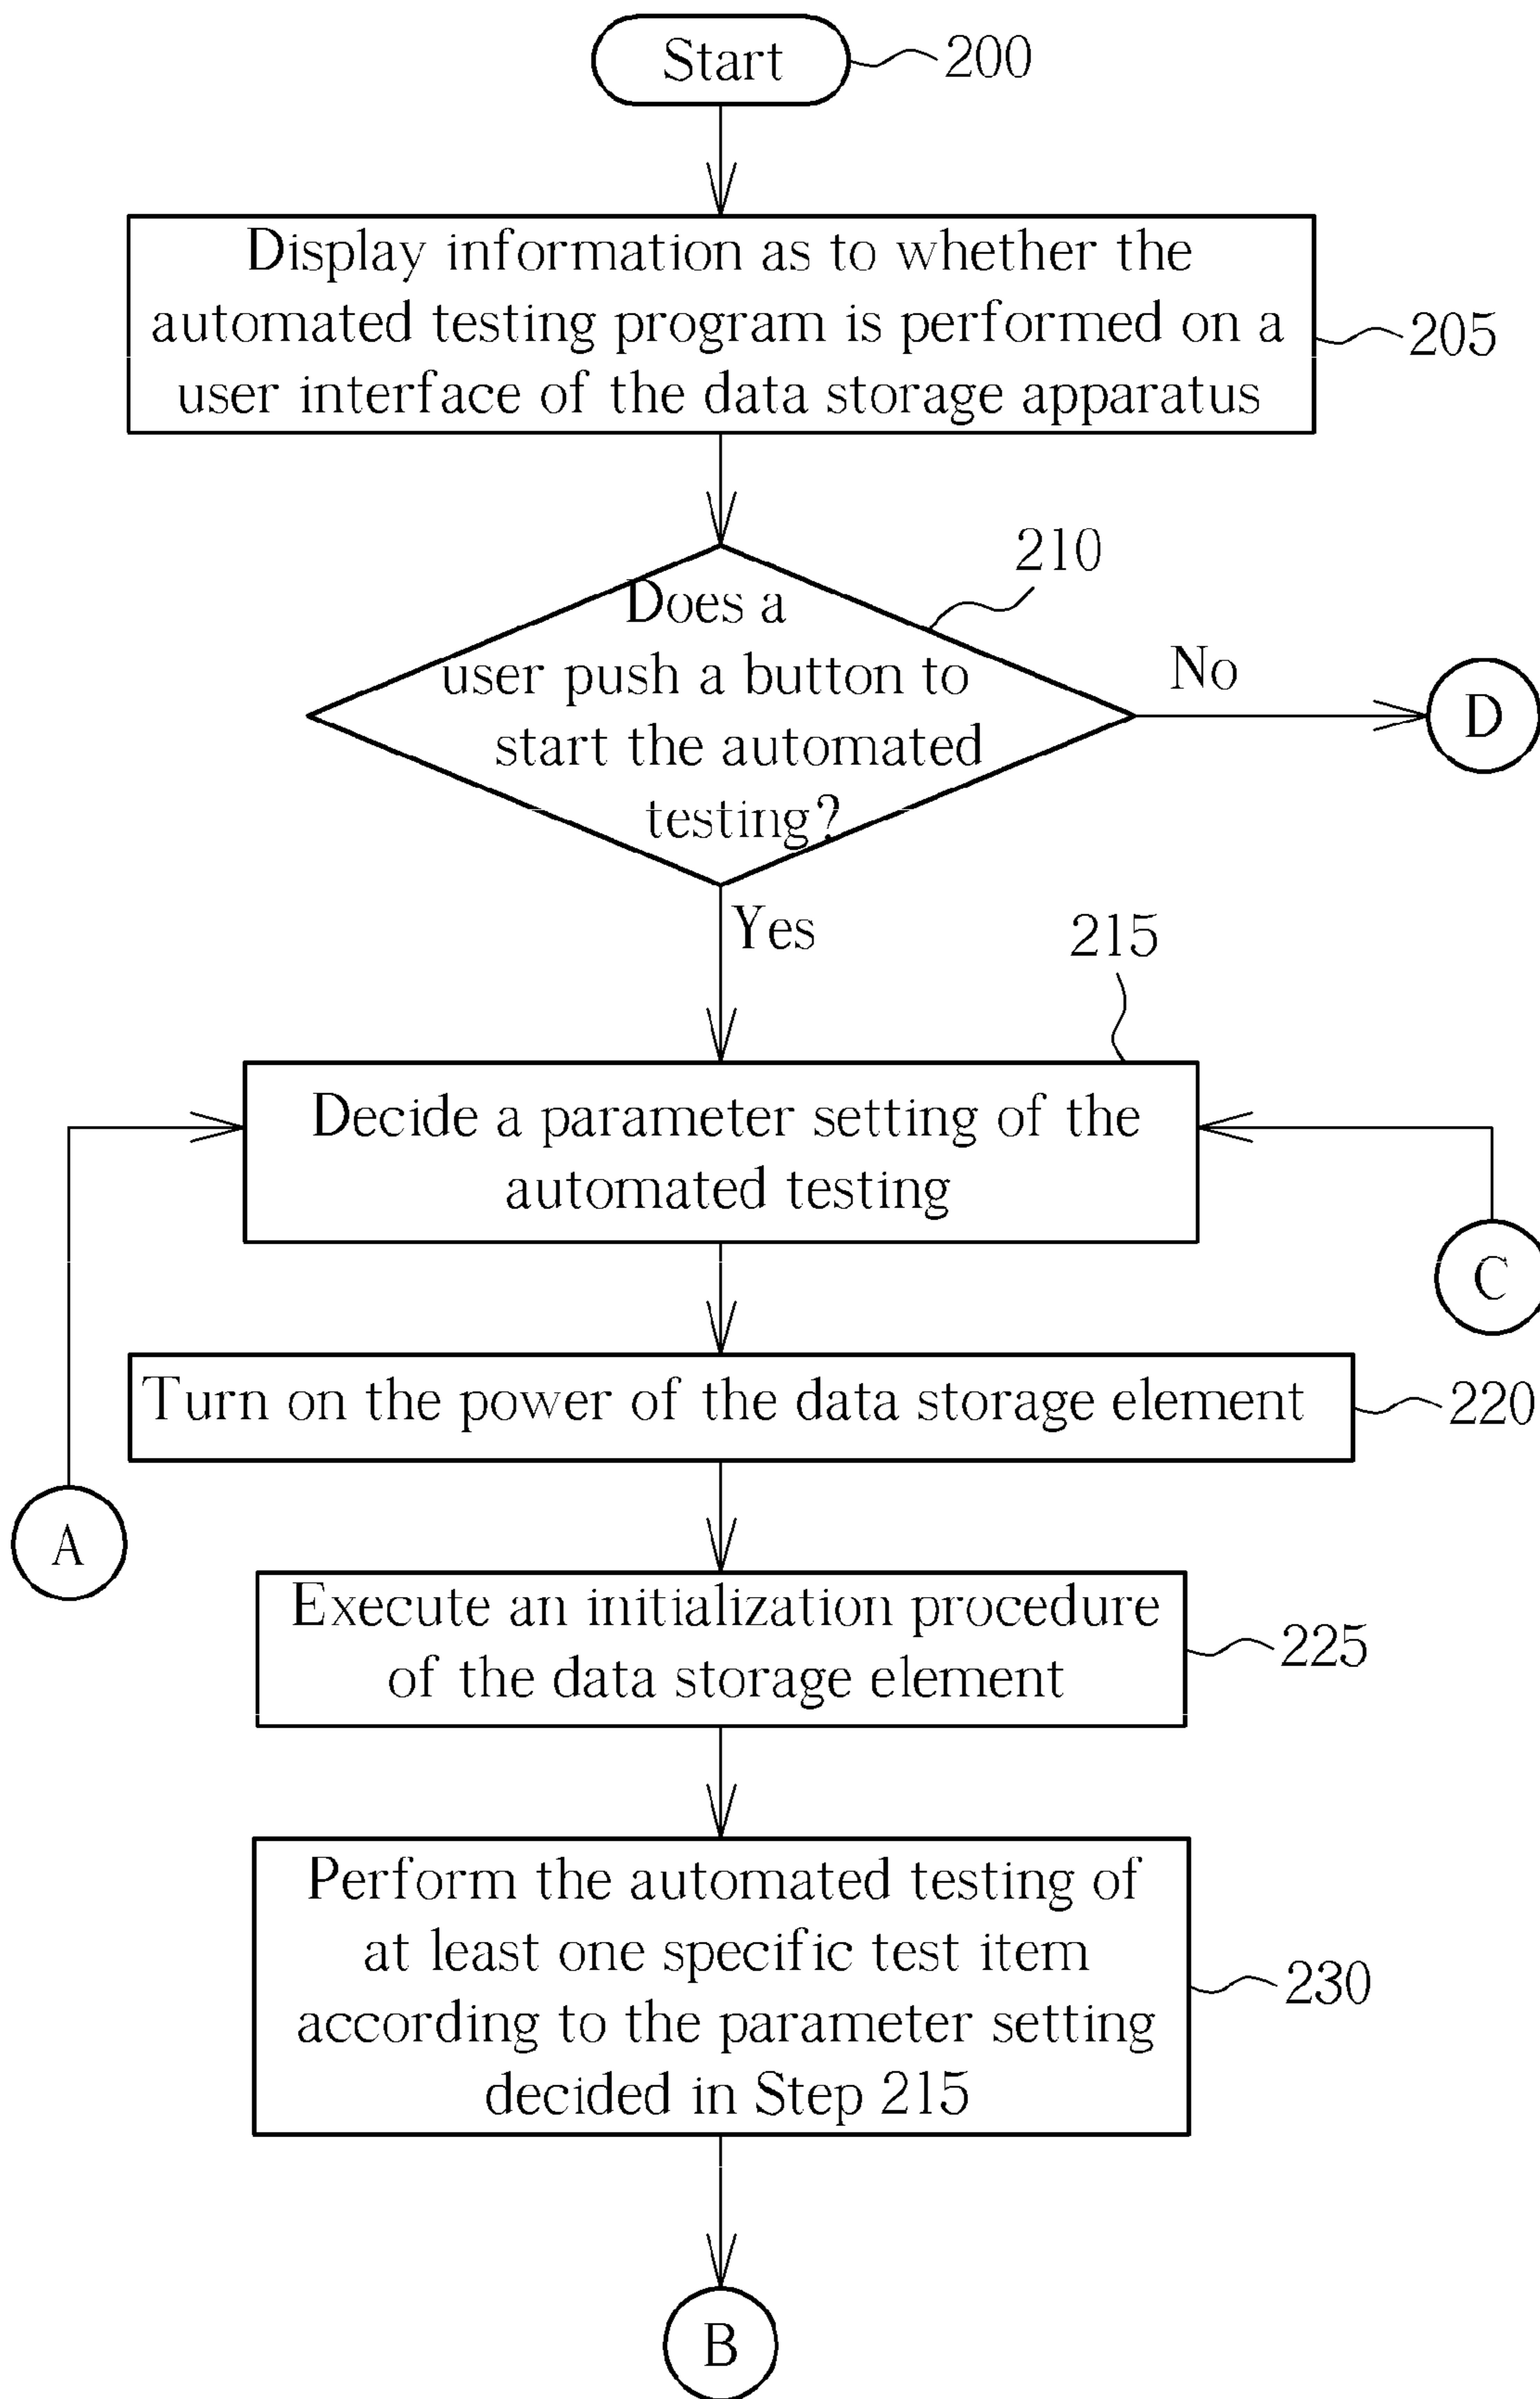 Start
200
Display information as to whether the
automated testing program is performed on a
user interface of the data storage apparatus
205
210
Does a
user push a button to
start the automated
testing?
No
D
Yes
215
Decide a parameter setting of the
automated testing
C
Turn on the power of the data storage element
220
A
Execute an initialization procedure
of the data storage element
225
Perform the automated testing of
at least one specific test item
according to the parameter setting
decided in Step 215
230
B